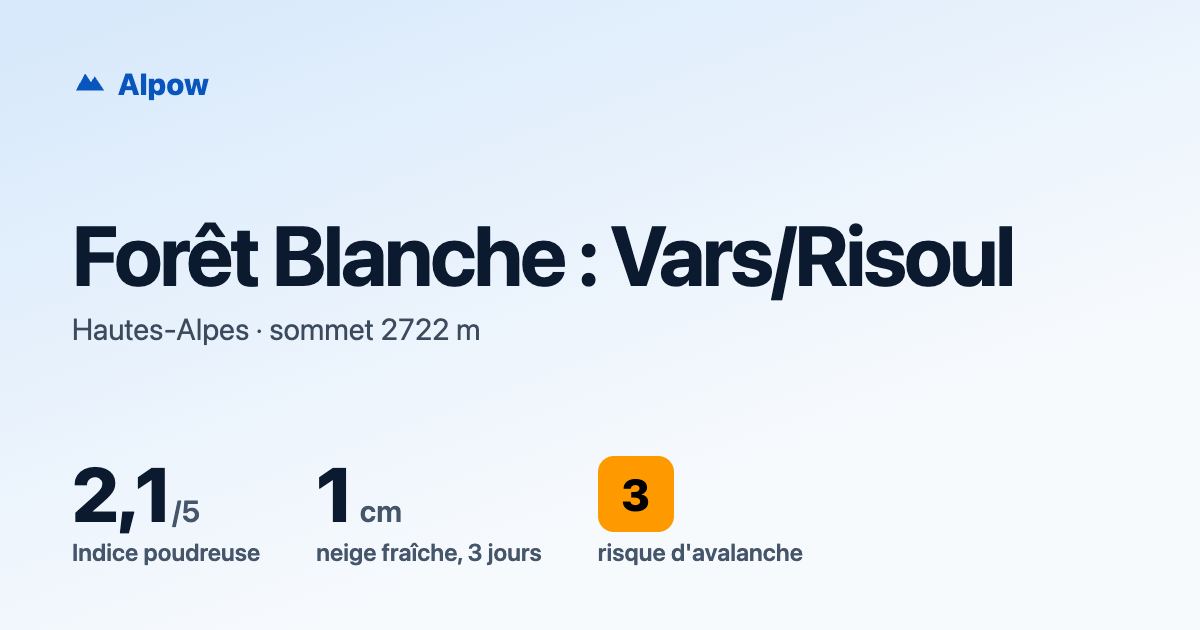 Alpow
Forêt Blanche : Vars/Risoul
Hautes-Alpes · sommet 2722 m
2,1/5
Indice poudreuse
1 cm
neige fraîche, 3 jours
3
risque d'avalanche